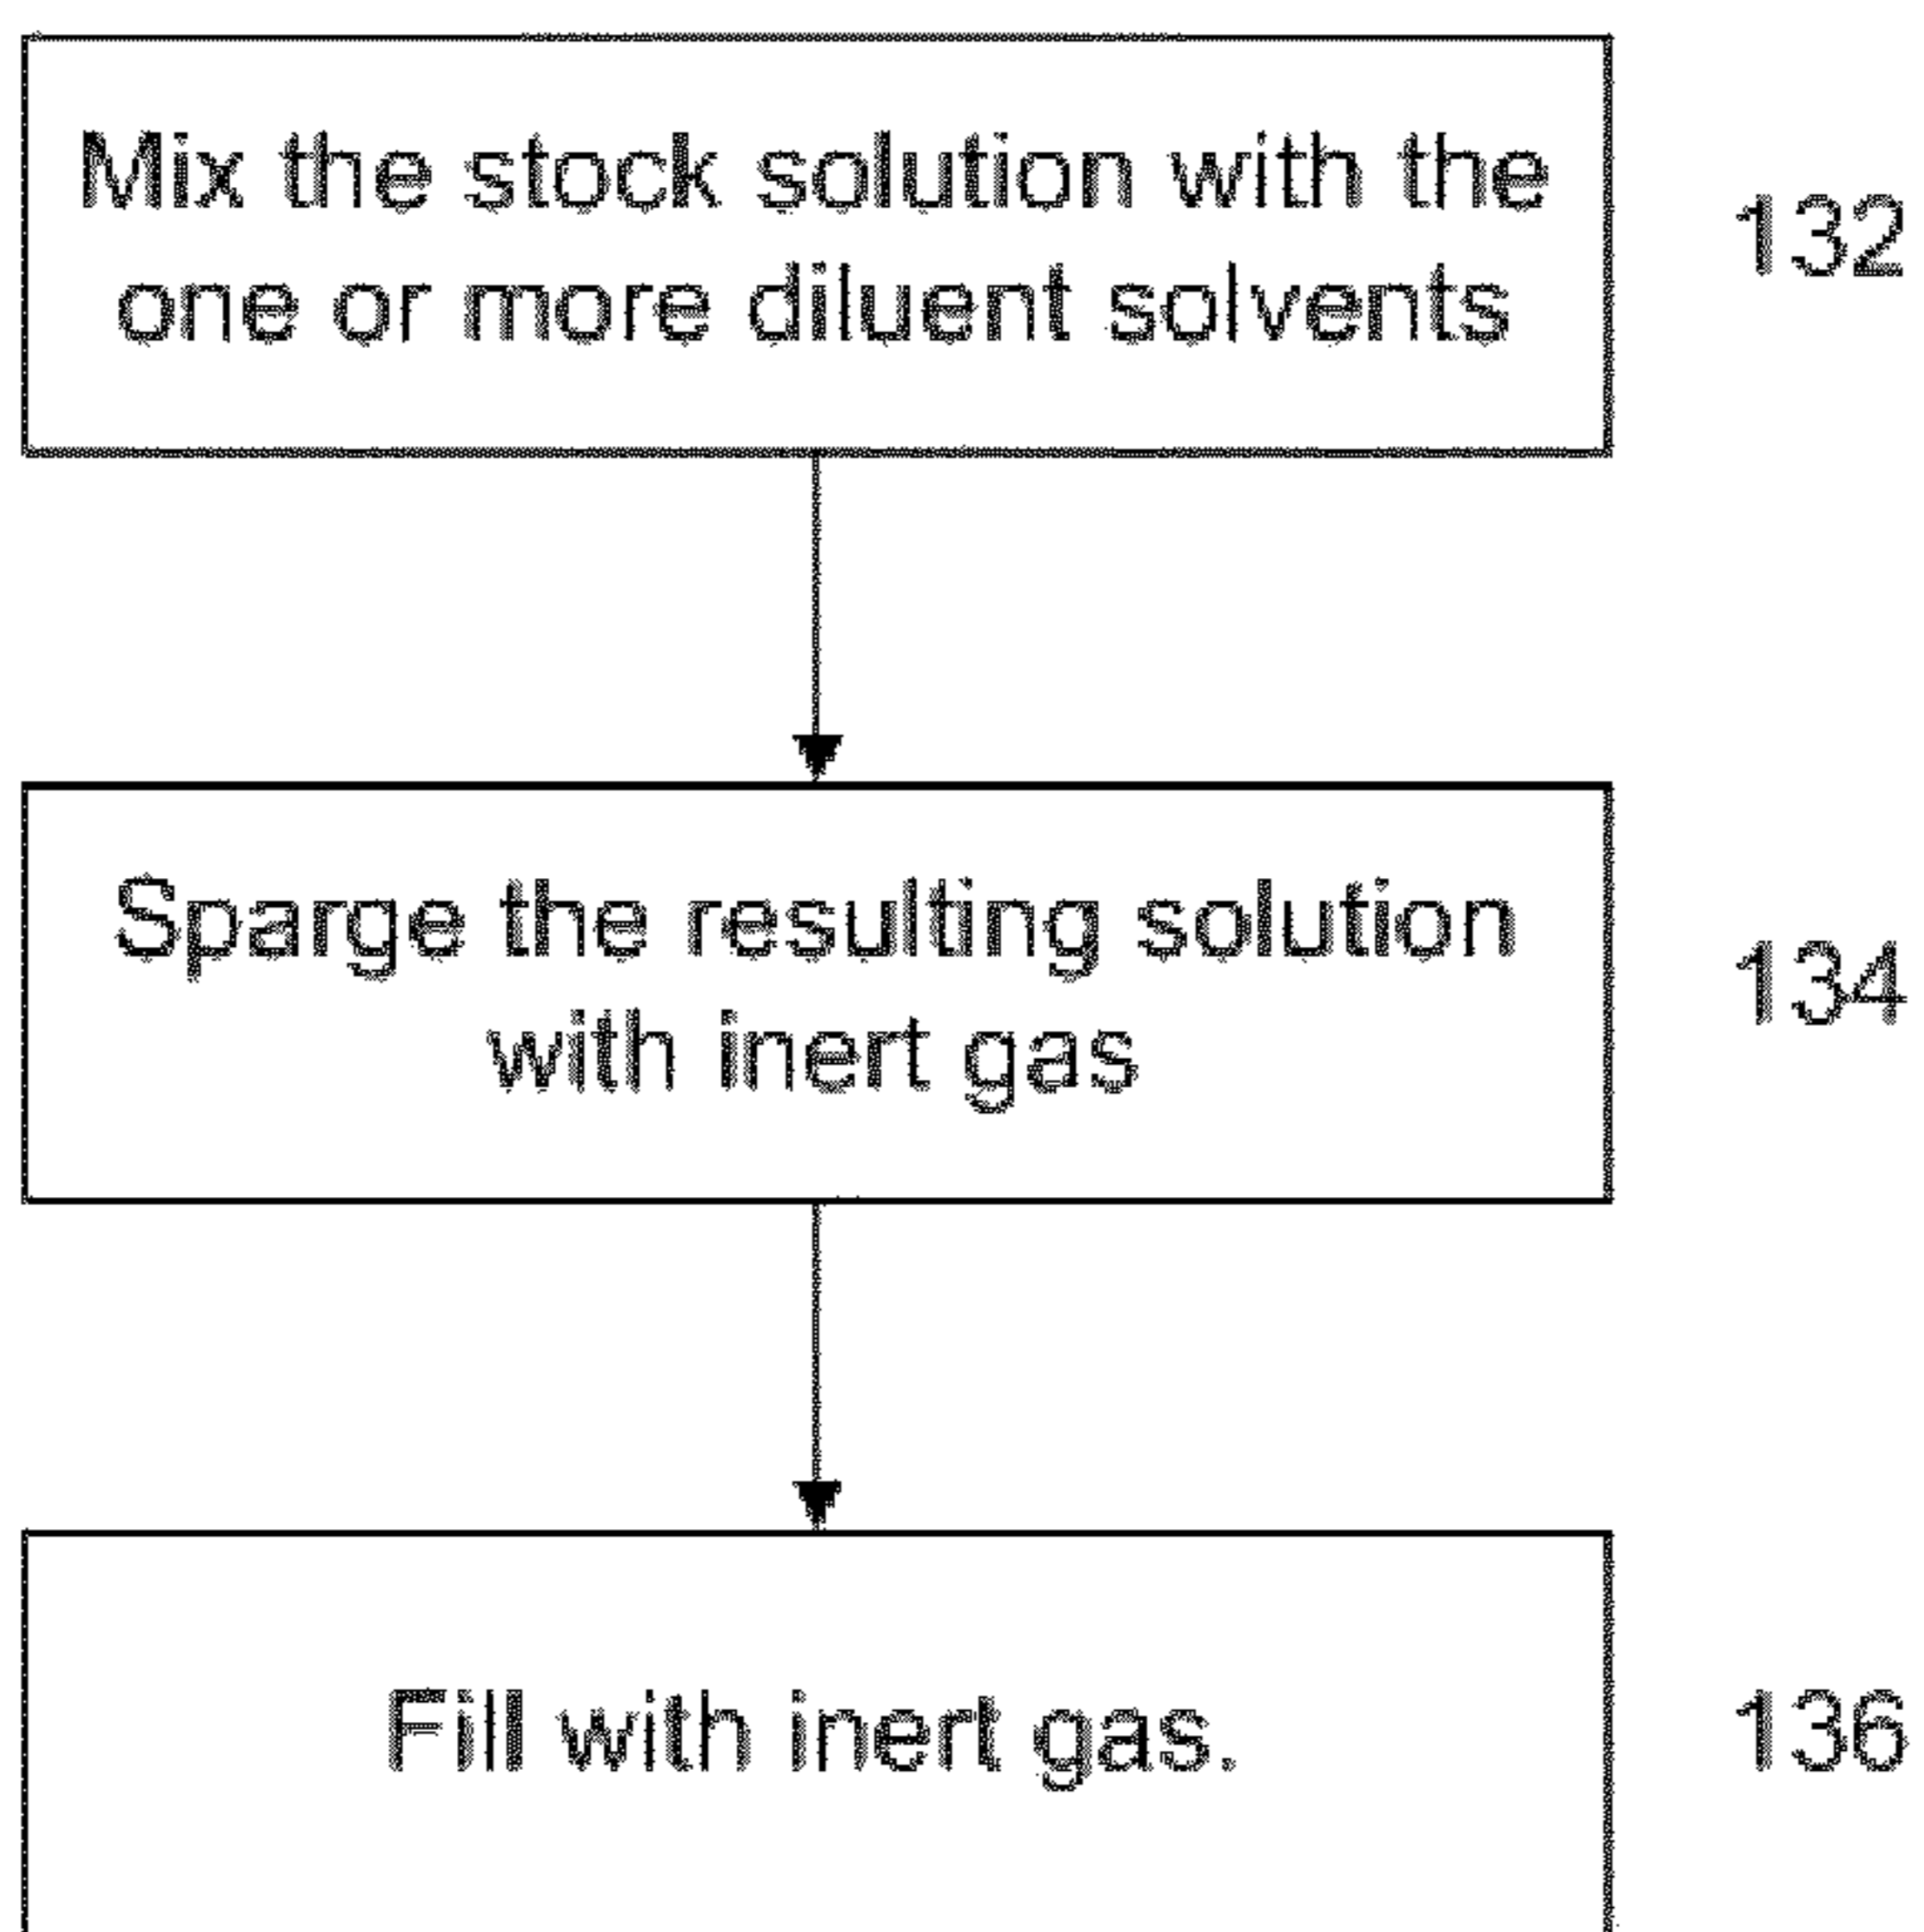 Mix the stock solution with the
one or more diluent solvents
132
Sparge the resulting solution
with inert gas
134
Fill with inert gas.
136